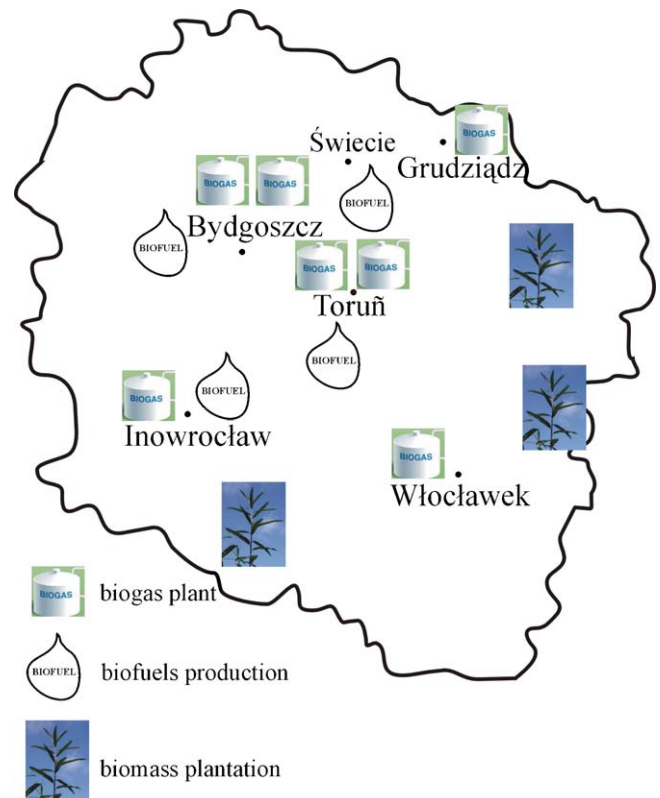 Świecie
BIOGAS
Grudziądz
BIOGAS BIOGAS
BIOFUEL
Bydgoszcz
BIOFUEL
BIOGAS BIOGAS
Toruñ
BIOFUEL
BIOGAS
BIOFUEL
Inowrocław
BIOGAS
Włocławek
BIOGAS
biogas plant
BIOFUEL
biofuels production
biomass plantation